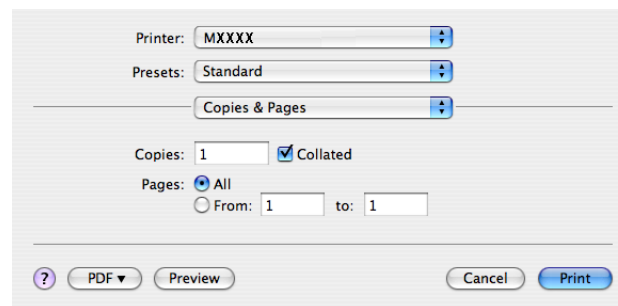 Printer: MXXXX
Presets: Standard
Copies & Pages
Copies: 1 Collated
Pages: All
From: 1 to: 1
? PDF▼ Preview Cancel Print